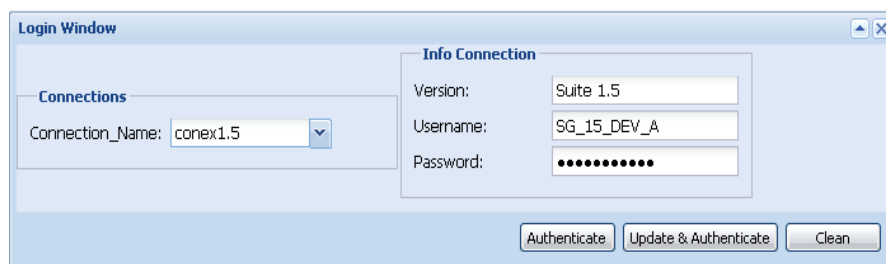 Login Window
Connections
Connection_Name: conex1.5
Info Connection
Version: Suite 1.5
Username: SG_15_DEV_A
Password: •••••••••••
Authenticate Update & Authenticate Clean